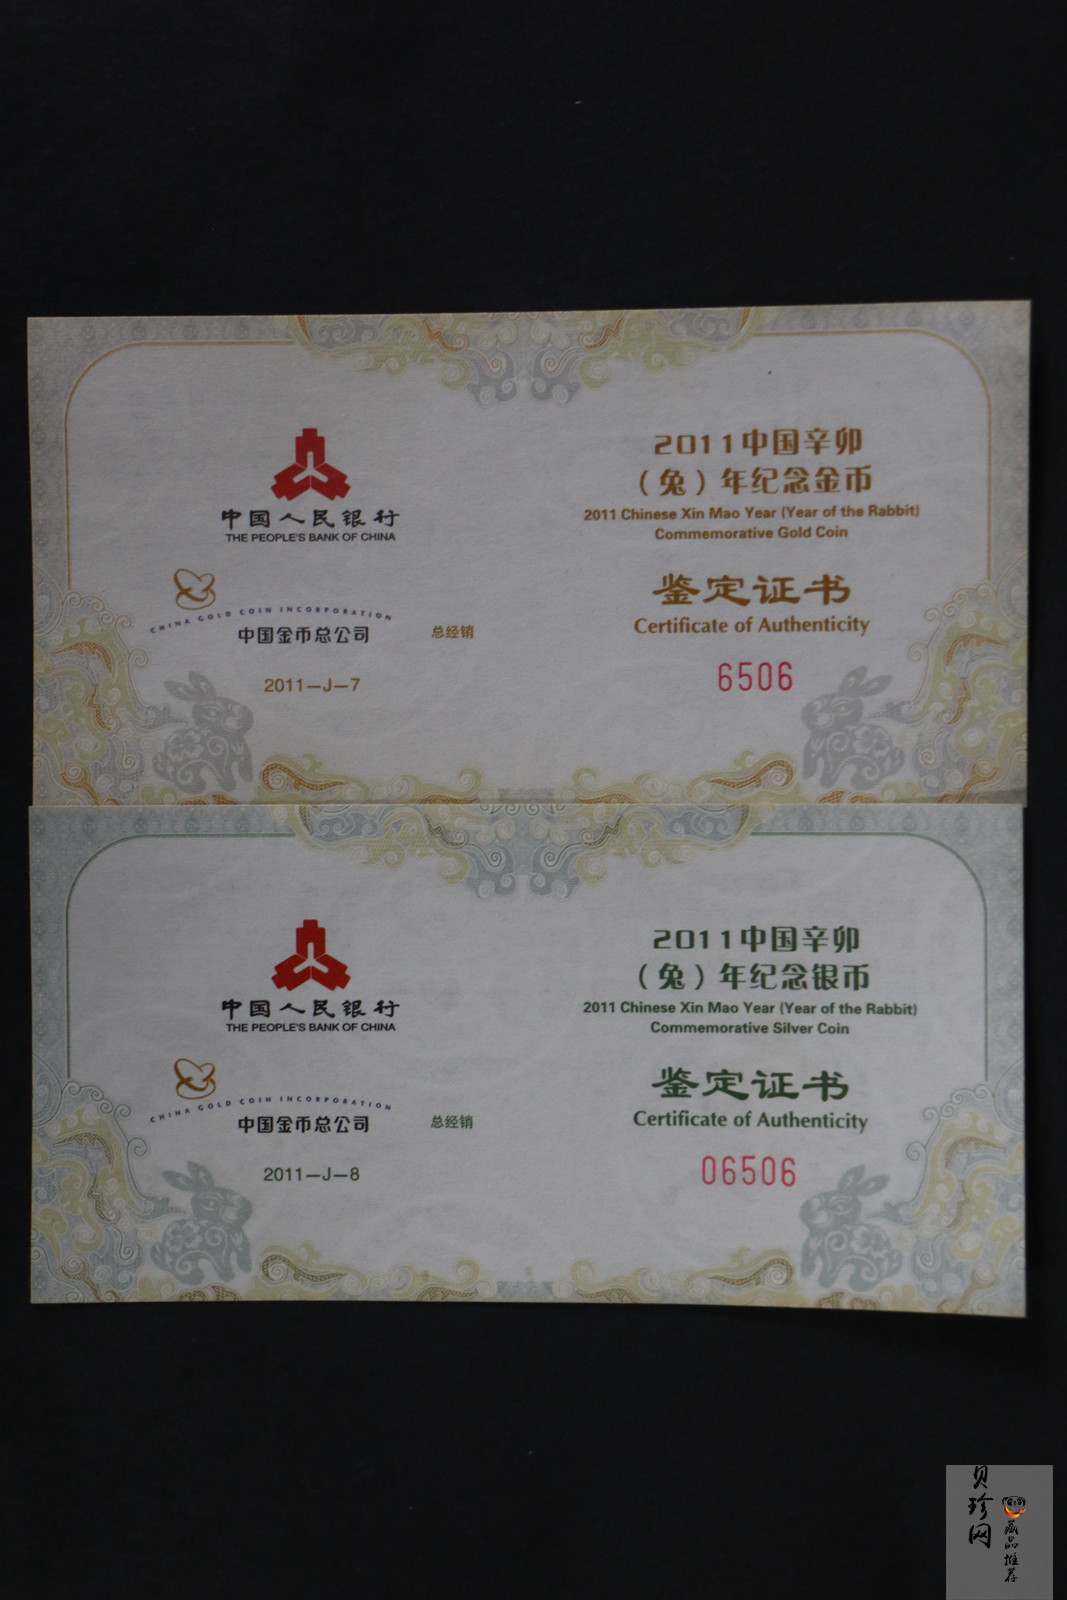 中国人民银行
THE PEOPLE'S BANK OF CHINA
CHINA GOLD COIN INCORPORATION
中国金币总公司
总经销
2011—J—7
2011中国辛卯
（兔）年纪念金币
2011 Chinese Xin Mao Year (Year of the Rabbit)
Commemorative Gold Coin
鉴定证书
Certificate of Authenticity
6506
中国人民银行
THE PEOPLE'S BANK OF CHINA
CHINA GOLD COIN INCORPORATION
中国金币总公司
总经销
2011—J—8
2011中国辛卯
（兔）年纪念银币
2011 Chinese Xin Mao Year (Year of the Rabbit)
Commemorative Silver Coin
鉴定证书
Certificate of Authenticity
06506
贝珍网
藏品推荐